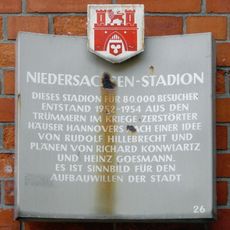 NIEDERSACHSEN-STADION
DIESES STADION FÜR 80.000 BESUCHER
ENTSTAND 1952-1954 AUS DEN
TRÜMMERN IM KRIEGE ZERSTÖRTER
HÄUSER HANNOVERS NACH EINER IDEE
VON RUDOLF HILLEBRECHT UND
PLÄNEN VON RICHARD KONWIARZ
UND HEINZ GOESMANN.
ES IST SINNBILD FÜR DEN
AUFBAUWILLEN DER STADT
26